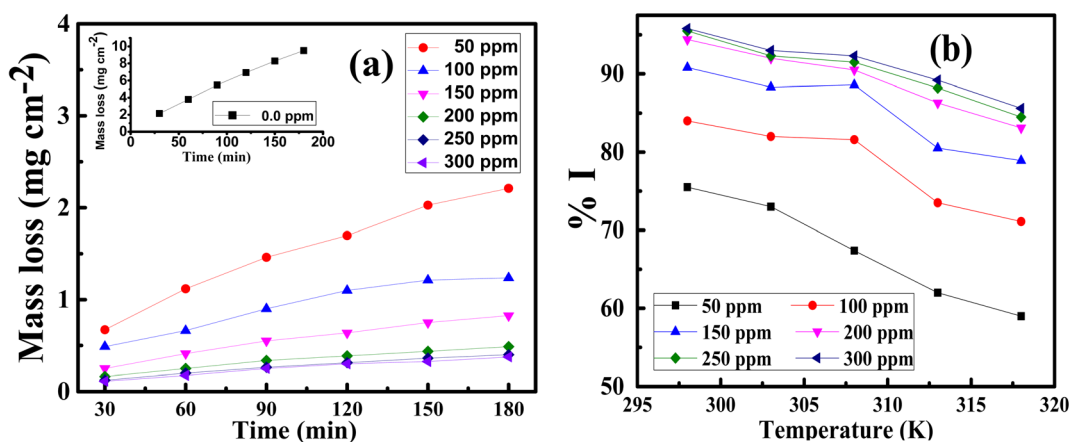 (a)
Mass loss (mg cm-2)
4
3
2
1
0
30 60 90 120 150 180
Time (min)
Mass loss (mg cm-2)
10
8
6
4
2
0
0 50 100 150 200
Time (min)
0.0 ppm
50 ppm
100 ppm
150 ppm
200 ppm
250 ppm
300 ppm
(b)
% I
90
80
70
60
50
295 300 305 310 315 320
Temperature (K)
50 ppm 100 ppm
150 ppm 200 ppm
250 ppm 300 ppm